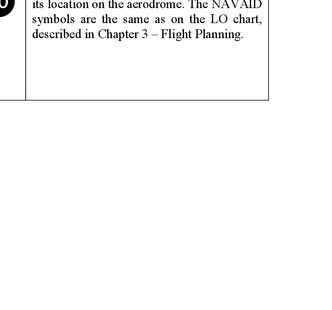 its location on the aerodrome. The NAVAID
symbols are the same as on the LO chart,
described in Chapter 3 – Flight Planning.